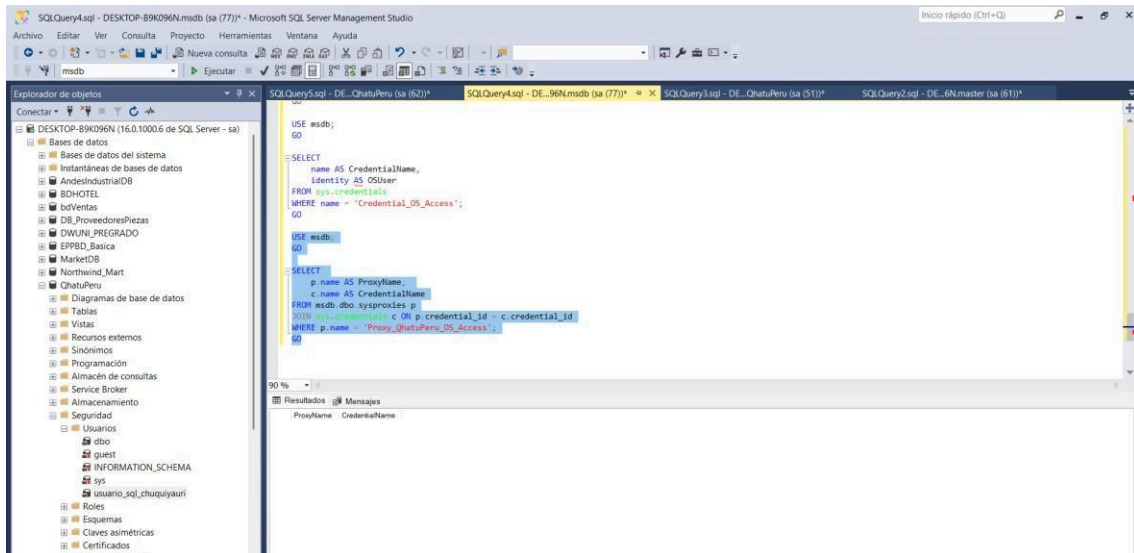 SQLQuery4.sql - DESKTOP-B9K096N.msdb (sa (77))* - Microsoft SQL Server Management Studio
Inicio rápido (Ctrl+Q)
Archivo Editar Ver Consulta Proyecto Herramientas Ventana Ayuda
Nueva consulta
msdb Ejecutar
Explorador de objetos
SQLQuery5.sql - DE...QhatuPeru (sa (62))* SQLQuery4.sql - DE...96N.msdb (sa (77))* SQLQuery3.sql - DE...QhatuPeru (sa (51))* SQLQuery2.sql - DE...6N.master (sa (61))*
Conectar
DESKTOP-B9K096N (16.0.1000.6 de SQL Server - sa)
Bases de datos
Bases de datos del sistema
Instantáneas de bases de datos
AndesIndustrialDB
BDHOTEL
bdVentas
DB_ProveedoresPiezas
DWUNI_PREGRADO
EPPBD_Basica
MarketDB
Northwind_Mart
QhatuPeru
Diagramas de base de datos
Tablas
Vistas
Recursos externos
Sinónimos
Programación
Almacén de consultas
Service Broker
Almacenamiento
Seguridad
Usuarios
dbo
guest
INFORMATION_SCHEMA
sys
usuario_sql_chuquiyauri
Roles
Esquemas
Claves asimétricas
Certificados
GO
USE msdb;
GO
SELECT
name AS CredentialName,
identity AS OSUser
FROM sys.credentials
WHERE name = 'Credential_OS_Access';
GO
USE msdb;
GO
SELECT
p.name AS ProxyName,
c.name AS CredentialName
FROM msdb.dbo.sysproxies p
JOIN sys.credentials c ON p.credential_id = c.credential_id
WHERE p.name = 'Proxy_QhatuPeru_OS_Access';
GO
90 %
Resultados Mensajes
ProxyName CredentialName